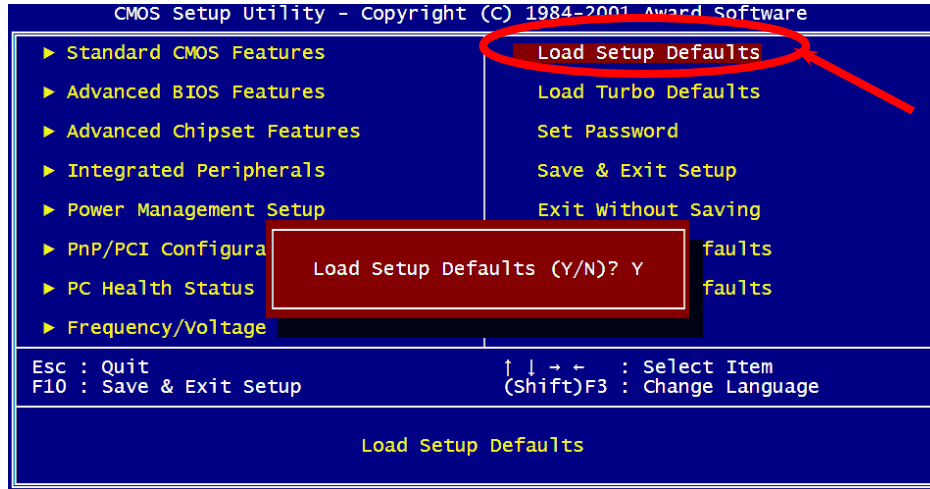 CMOS Setup Utility - Copyright (C) 1984-2001 Award Software
► Standard CMOS Features
► Advanced BIOS Features
► Advanced Chipset Features
► Integrated Peripherals
► Power Management Setup
► PnP/PCI Configura
► PC Health Status
► Frequency/Voltage
Load Setup Defaults
Load Turbo Defaults
Set Password
Save & Exit Setup
Exit Without Saving
faults
faults
Load Setup Defaults (Y/N)? Y
Esc : Quit
F10 : Save & Exit Setup
↑ ↓ → ← : Select Item
(Shift)F3 : Change Language
Load Setup Defaults